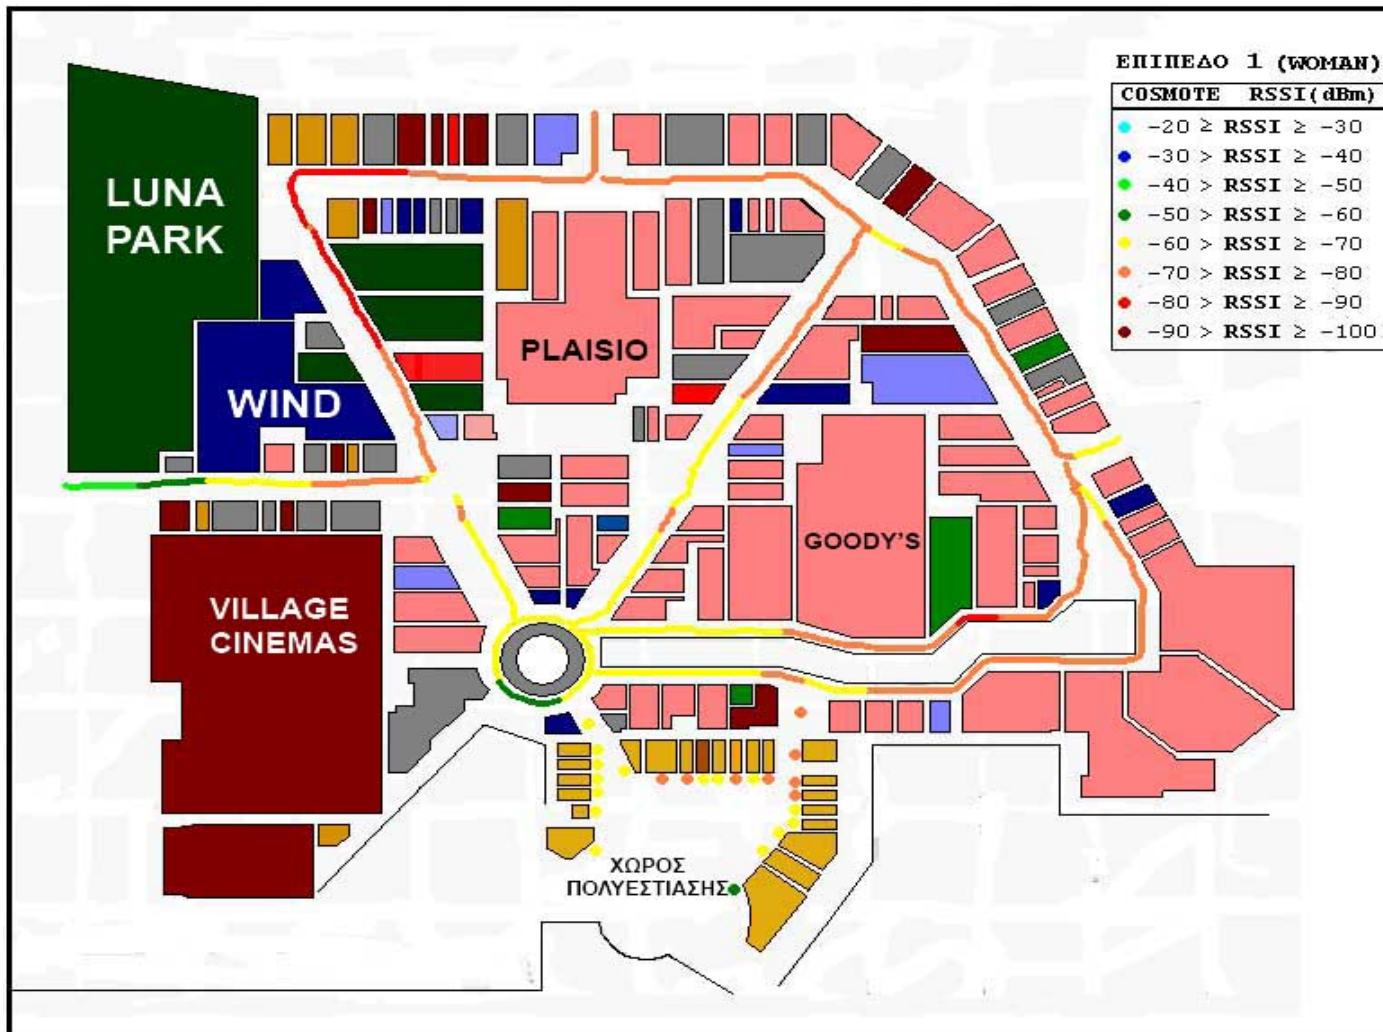 ΕΠΙΠΕΔΟ 1 (WOMAN)
COSMOTE RSSI(dBm)
-20 ≥ RSSI ≥ -30
-30 > RSSI ≥ -40
-40 > RSSI ≥ -50
-50 > RSSI ≥ -60
-60 > RSSI ≥ -70
-70 > RSSI ≥ -80
-80 > RSSI ≥ -90
-90 > RSSI ≥ -100
LUNA
PARK
PLAISIO
WIND
GOODY'S
VILLAGE
CINEMAS
ΧΩΡΟΣ
ΠΟΛΥΕΣΤΙΑΣΗΣ